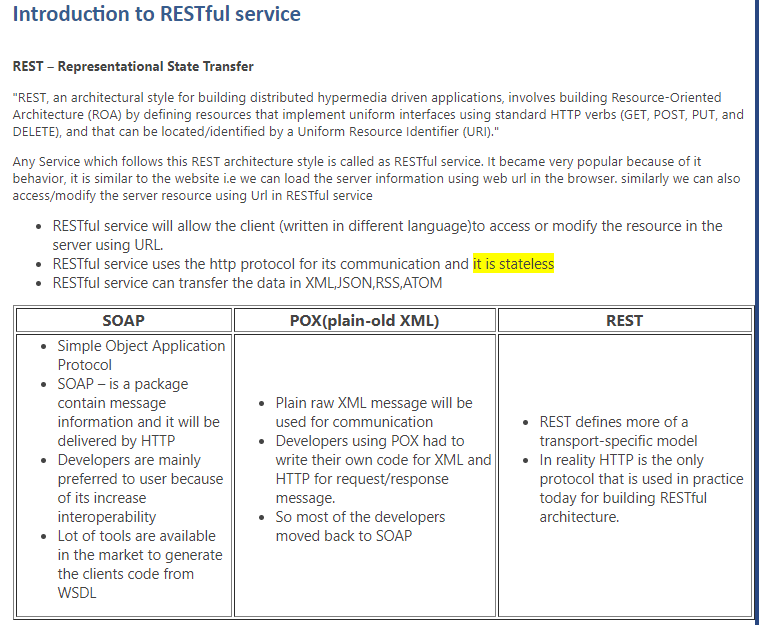 Introduction to RESTful service
REST – Representational State Transfer
"REST, an architectural style for building distributed hypermedia driven applications, involves building Resource-Oriented
Architecture (ROA) by defining resources that implement uniform interfaces using standard HTTP verbs (GET, POST, PUT, and
DELETE), and that can be located/identified by a Uniform Resource Identifier (URI)."
Any Service which follows this REST architecture style is called as RESTful service. It became very popular because of it
behavior, it is similar to the website i.e we can load the server information using web url in the browser. similarly we can also
access/modify the server resource using Url in RESTful service
• RESTful service will allow the client (written in different language)to access or modify the resource in the
server using URL.
• RESTful service uses the http protocol for its communication and it is stateless
• RESTful service can transfer the data in XML,JSON,RSS,ATOM
SOAP
• Simple Object Application
Protocol
• SOAP – is a package
contain message
information and it will be
delivered by HTTP
• Developers are mainly
preferred to user because
of its increase
interoperability
• Lot of tools are available
in the market to generate
the clients code from
WSDL
POX(plain-old XML)
• Plain raw XML message will be
used for communication
• Developers using POX had to
write their own code for XML and
HTTP for request/response
message.
• So most of the developers
moved back to SOAP
REST
• REST defines more of a
transport-specific model
• In reality HTTP is the only
protocol that is used in practice
today for building RESTful
architecture.